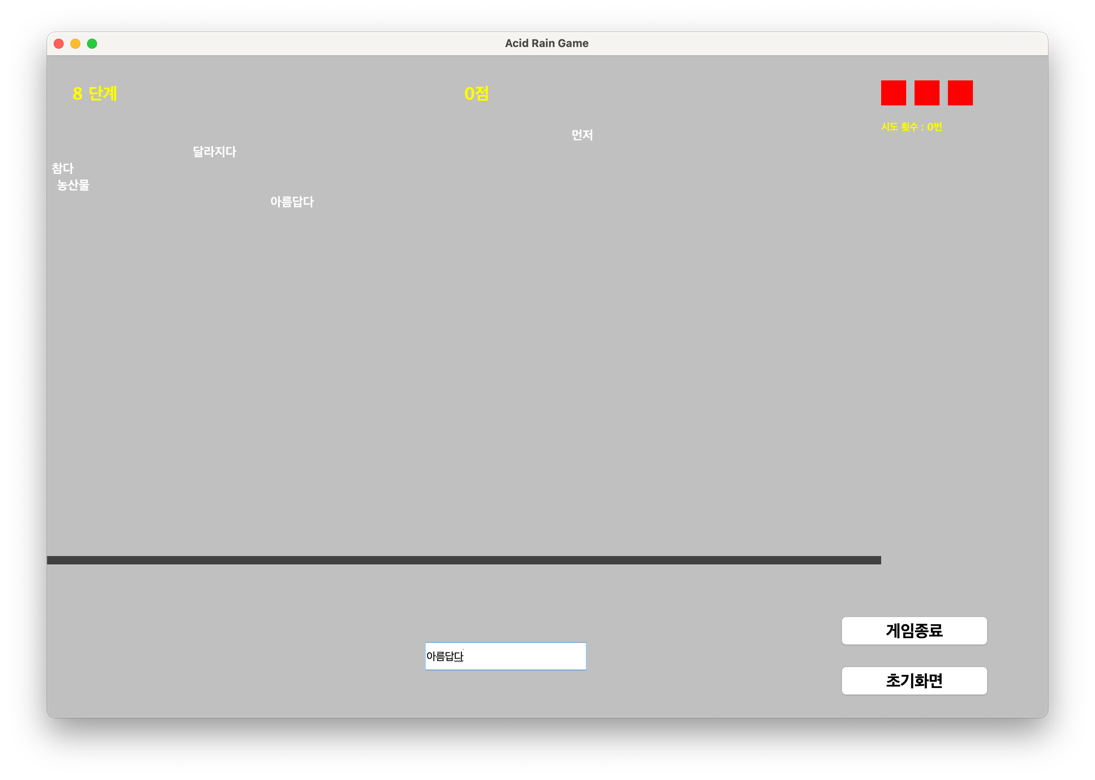 Acid Rain Game
8 단계
0점
시도 횟수 : 0번
먼저
달라지다
참다
농산물
아름답다
아름답다
게임종료
초기화면